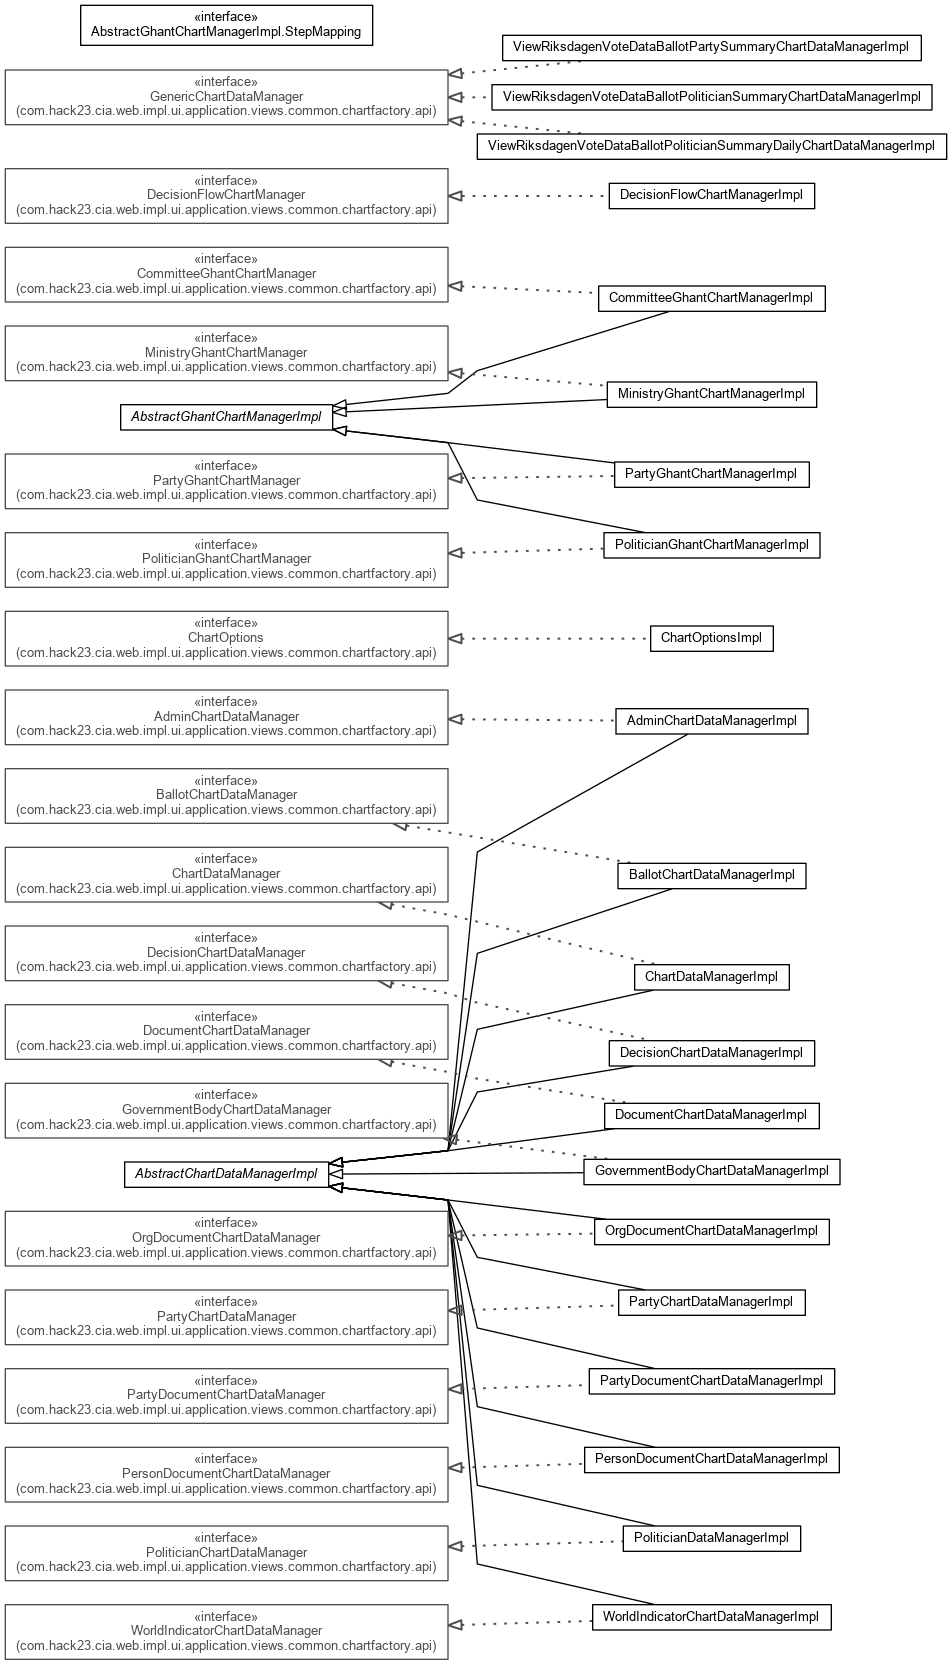 «interface»
AbstractGhantChartManagerImpl.StepMapping
ViewRiksdagenVoteDataBallotPartySummaryChartDataManagerImpl
«interface»
GenericChartDataManager
(com.hack23.cia.web.impl.ui.application.views.common.chartfactory.api)
ViewRiksdagenVoteDataBallotPoliticianSummaryChartDataManagerImpl
ViewRiksdagenVoteDataBallotPoliticianSummaryDailyChartDataManagerImpl
«interface»
DecisionFlowChartManager
(com.hack23.cia.web.impl.ui.application.views.common.chartfactory.api)
DecisionFlowChartManagerImpl
«interface»
CommitteeGhantChartManager
(com.hack23.cia.web.impl.ui.application.views.common.chartfactory.api)
CommitteeGhantChartManagerImpl
«interface»
MinistryGhantChartManager
(com.hack23.cia.web.impl.ui.application.views.common.chartfactory.api)
MinistryGhantChartManagerImpl
AbstractGhantChartManagerImpl
«interface»
PartyGhantChartManager
(com.hack23.cia.web.impl.ui.application.views.common.chartfactory.api)
PartyGhantChartManagerImpl
«interface»
PoliticianGhantChartManager
(com.hack23.cia.web.impl.ui.application.views.common.chartfactory.api)
PoliticianGhantChartManagerImpl
«interface»
ChartOptions
(com.hack23.cia.web.impl.ui.application.views.common.chartfactory.api)
ChartOptionsImpl
«interface»
AdminChartDataManager
(com.hack23.cia.web.impl.ui.application.views.common.chartfactory.api)
AdminChartDataManagerImpl
«interface»
BallotChartDataManager
(com.hack23.cia.web.impl.ui.application.views.common.chartfactory.api)
BallotChartDataManagerImpl
«interface»
ChartDataManager
(com.hack23.cia.web.impl.ui.application.views.common.chartfactory.api)
ChartDataManagerImpl
«interface»
DecisionChartDataManager
(com.hack23.cia.web.impl.ui.application.views.common.chartfactory.api)
DecisionChartDataManagerImpl
«interface»
DocumentChartDataManager
(com.hack23.cia.web.impl.ui.application.views.common.chartfactory.api)
DocumentChartDataManagerImpl
«interface»
GovernmentBodyChartDataManager
(com.hack23.cia.web.impl.ui.application.views.common.chartfactory.api)
GovernmentBodyChartDataManagerImpl
AbstractChartDataManagerImpl
«interface»
OrgDocumentChartDataManager
(com.hack23.cia.web.impl.ui.application.views.common.chartfactory.api)
OrgDocumentChartDataManagerImpl
«interface»
PartyChartDataManager
(com.hack23.cia.web.impl.ui.application.views.common.chartfactory.api)
PartyChartDataManagerImpl
«interface»
PartyDocumentChartDataManager
(com.hack23.cia.web.impl.ui.application.views.common.chartfactory.api)
PartyDocumentChartDataManagerImpl
«interface»
PersonDocumentChartDataManager
(com.hack23.cia.web.impl.ui.application.views.common.chartfactory.api)
PersonDocumentChartDataManagerImpl
«interface»
PoliticianChartDataManager
(com.hack23.cia.web.impl.ui.application.views.common.chartfactory.api)
PoliticianDataManagerImpl
«interface»
WorldIndicatorChartDataManager
(com.hack23.cia.web.impl.ui.application.views.common.chartfactory.api)
WorldIndicatorChartDataManagerImpl